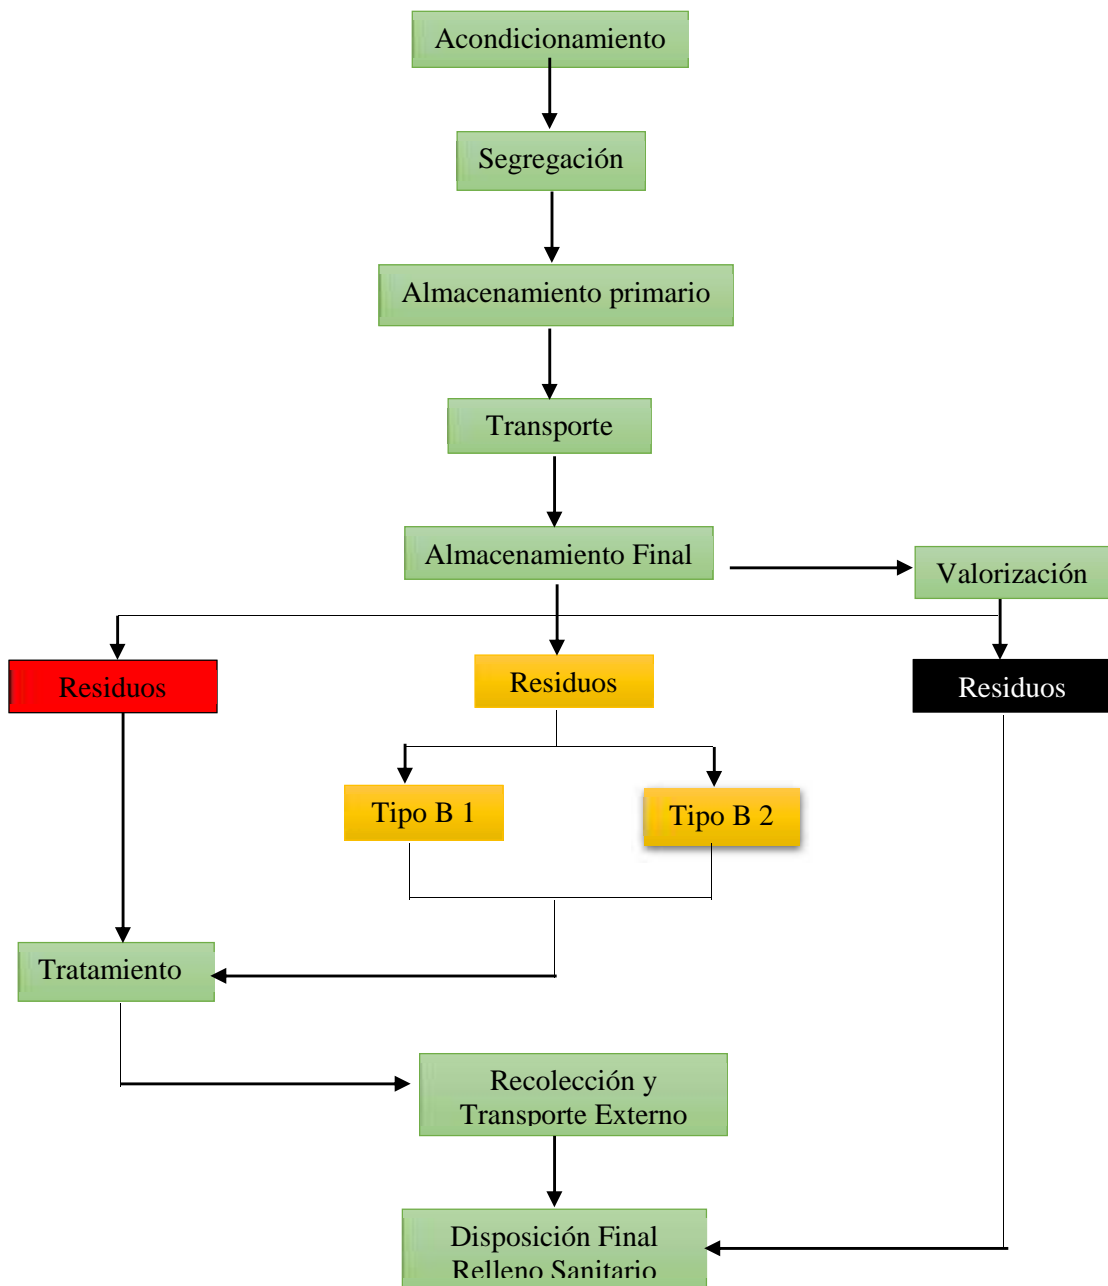 Acondicionamiento
Segregación
Almacenamiento primario
Transporte
Almacenamiento Final
Valorización
Residuos
Residuos
Residuos
Tipo B 1
Tipo B 2
Tratamiento
Recolección y
Transporte Externo
Disposición Final
Relleno Sanitario